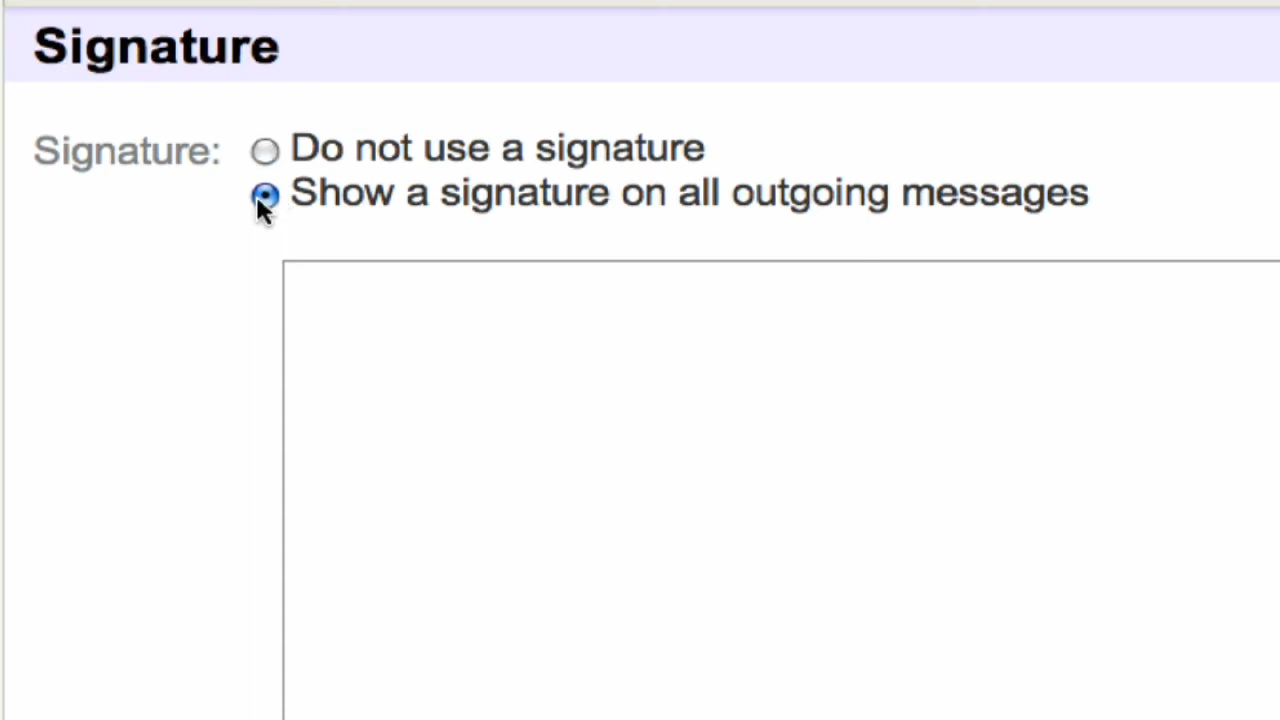 Signature
Signature: Do not use a signature
Show a signature on all outgoing messages